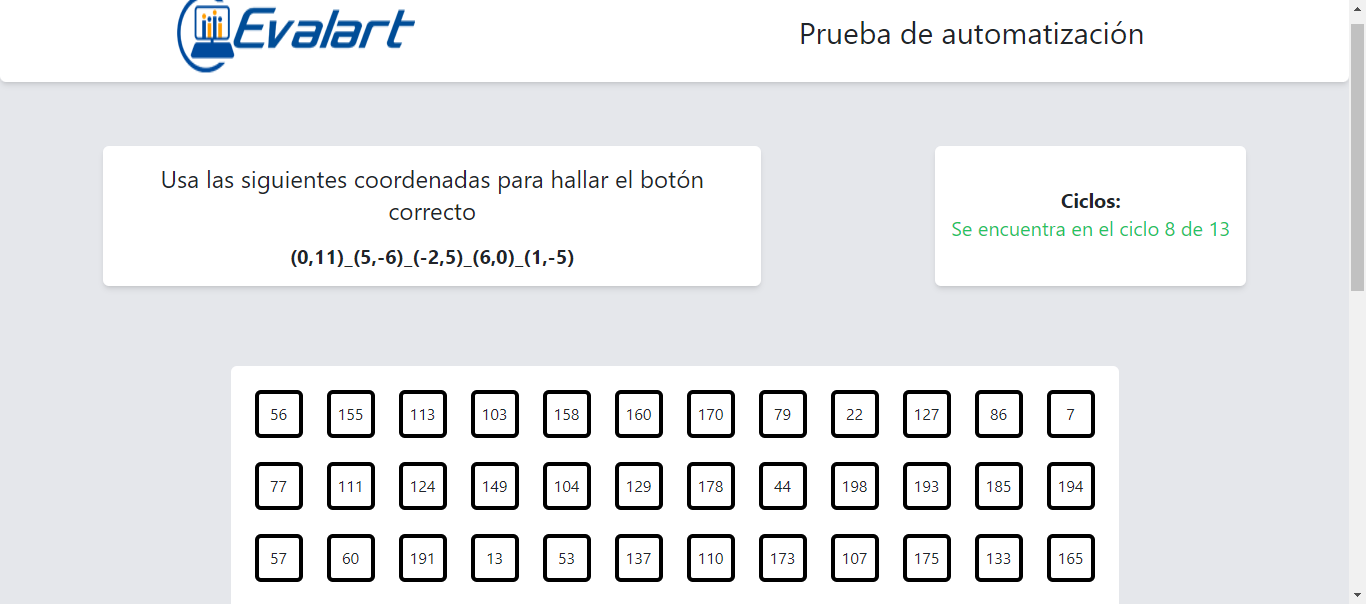 Evalart
Prueba de automatización
Usa las siguientes coordenadas para hallar el botón
correcto
(0,11)_(5,-6)_(-2,5)_(6,0)_(1,-5)
Ciclos:
Se encuentra en el ciclo 8 de 13
56 155 113 103 158 160 170 79 22 127 86 7
77 111 124 149 104 129 178 44 198 193 185 194
57 60 191 13 53 137 110 173 107 175 133 165